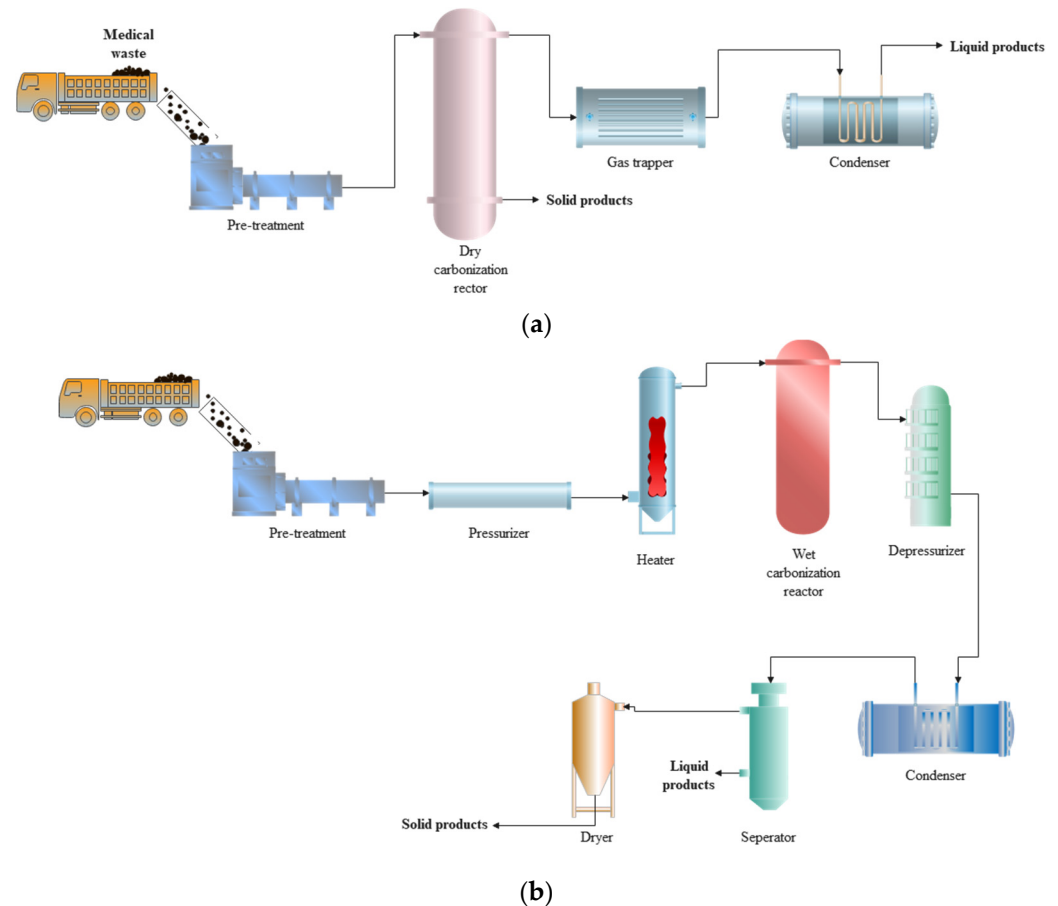 Medical
waste
Liquid products
Gas trapper
Condenser
Solid products
Pre-treatment
Dry
carbonization
rector
(a)
Pre-treatment
Pressurizer
Heater
Wet
carbonization
reactor
Depressurizer
Liquid
products
Condenser
Solid products
Dryer
Seperator
(b)